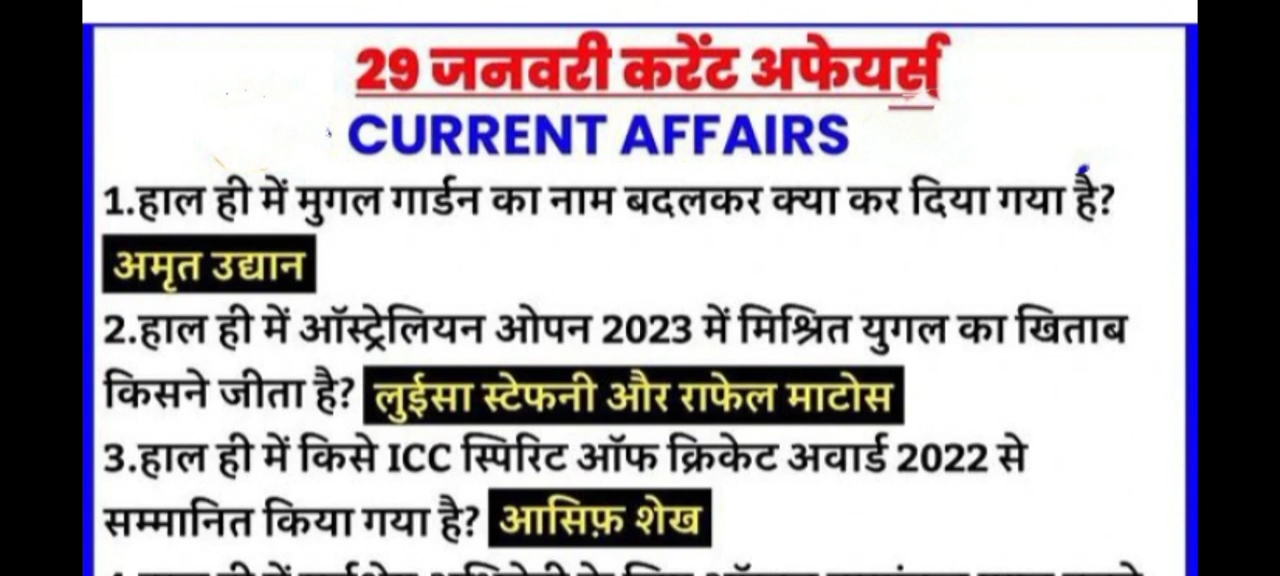 29 जनवरी करेंट अफेयर्स
CURRENT AFFAIRS
1.हाल ही में मुगल गार्डन का नाम बदलकर क्या कर दिया गया है?
अमृत उद्यान
2.हाल ही में ऑस्ट्रेलियन ओपन 2023 में मिश्रित युगल का खिताब
किसने जीता है? लुईसा स्टेफनी और राफेल माटोस
3.हाल ही में किसे ICC स्पिरिट ऑफ क्रिकेट अवार्ड 2022 से
सम्मानित किया गया है? आसिफ़ शेख